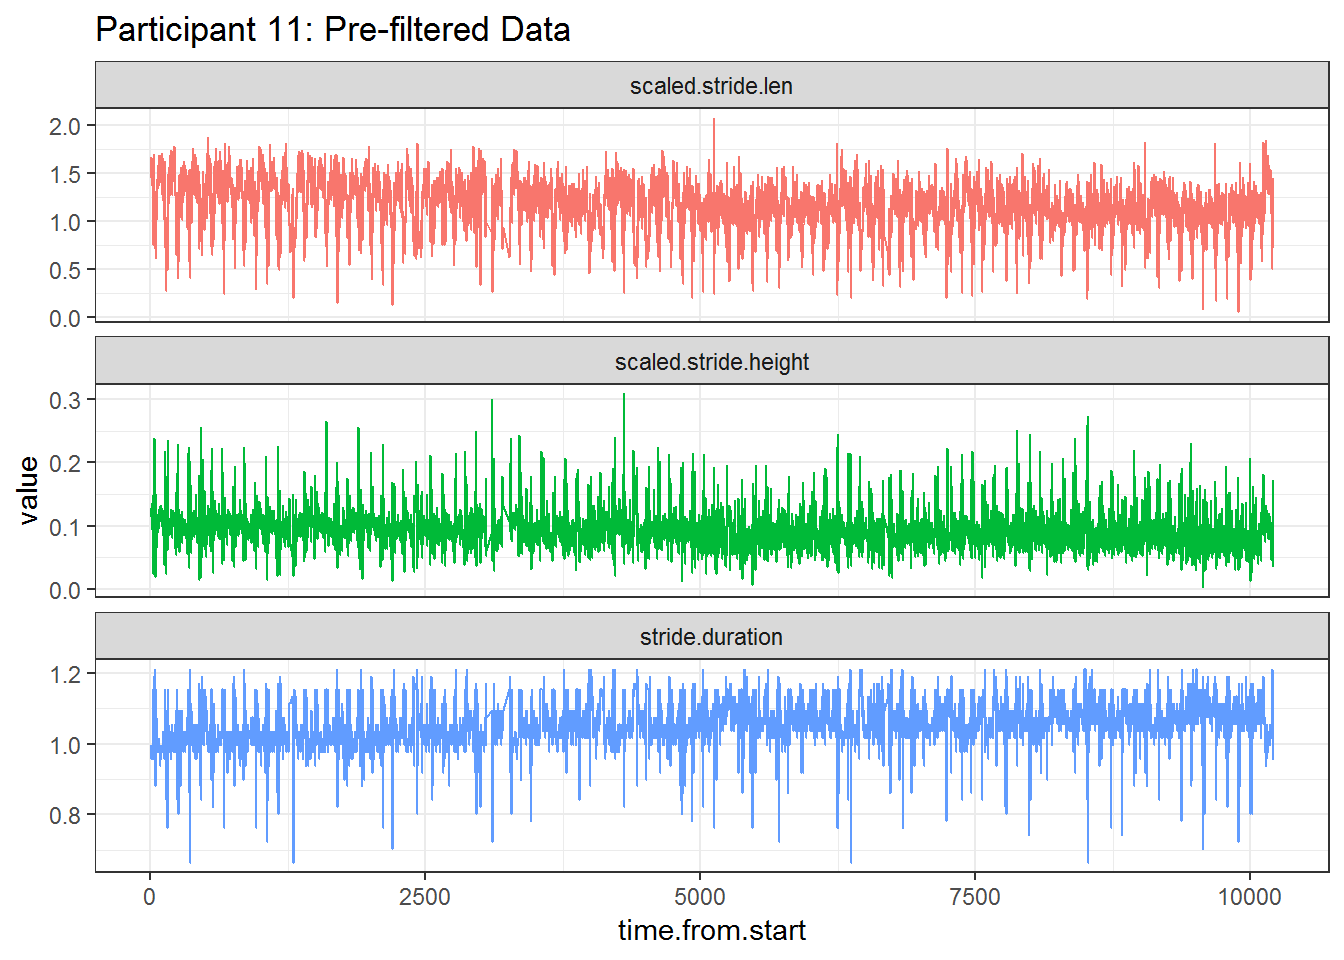 Participant 11: Pre-filtered Data
scaled.stride.len
2.0
1.5
1.0
0.5
0.0
scaled.stride.height
0.3
0.2
0.1
0.0
value
stride.duration
1.2
1.0
0.8
0 2500 5000 7500 10000
time.from.start